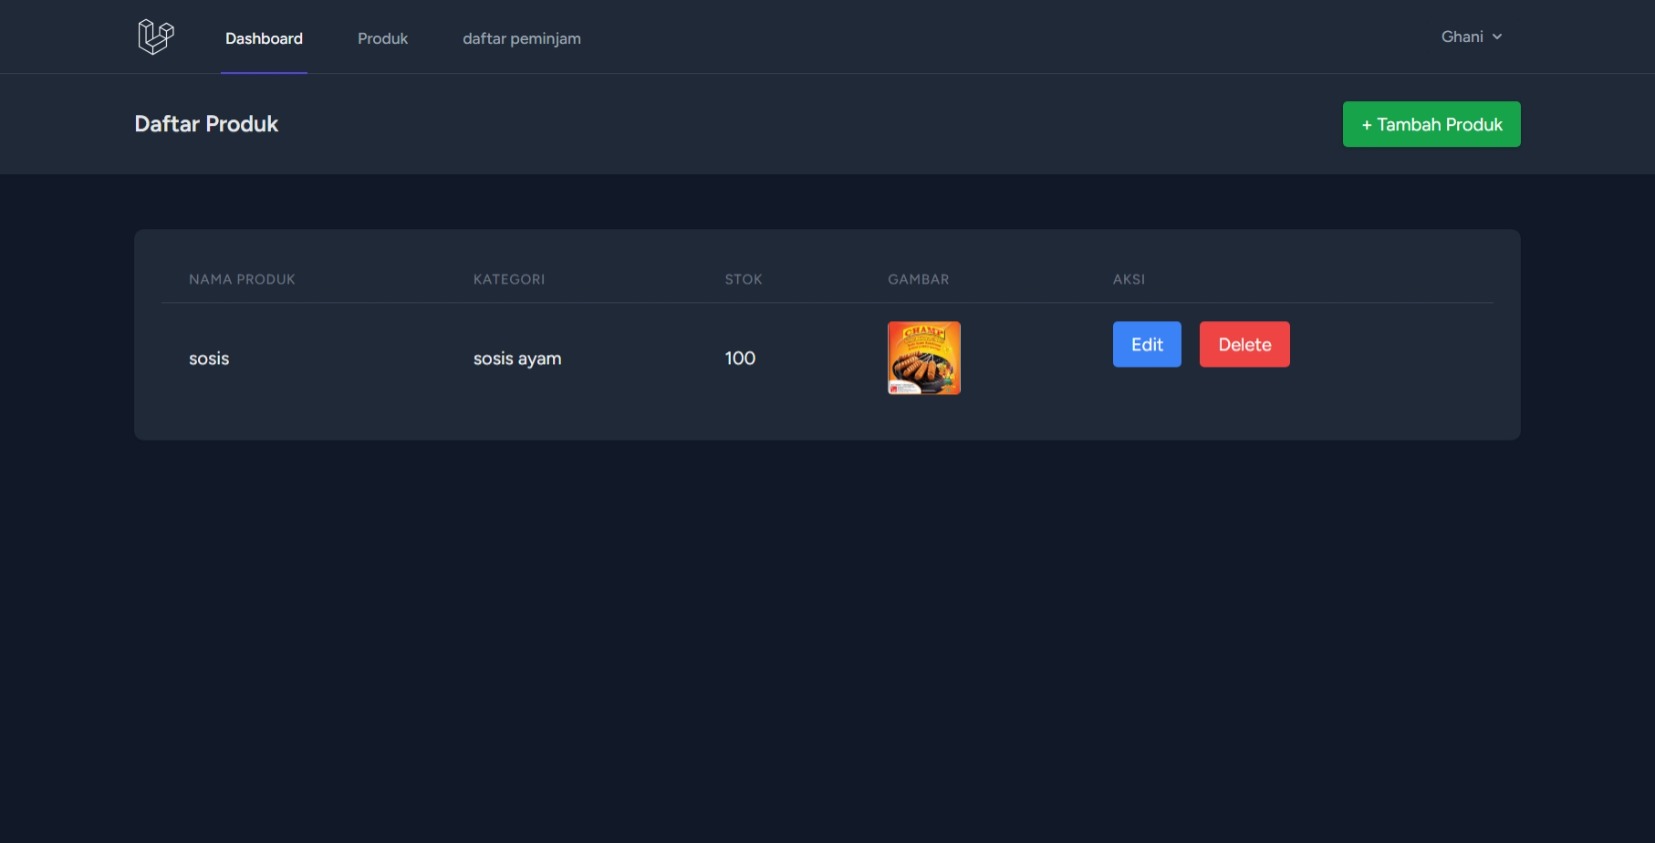 Dashboard Produk daftar peminjam Ghani
Daftar Produk + Tambah Produk
NAMA PRODUK KATEGORI STOK GAMBAR AKSI
CHAMP
sosis sosis ayam 100 Edit Delete